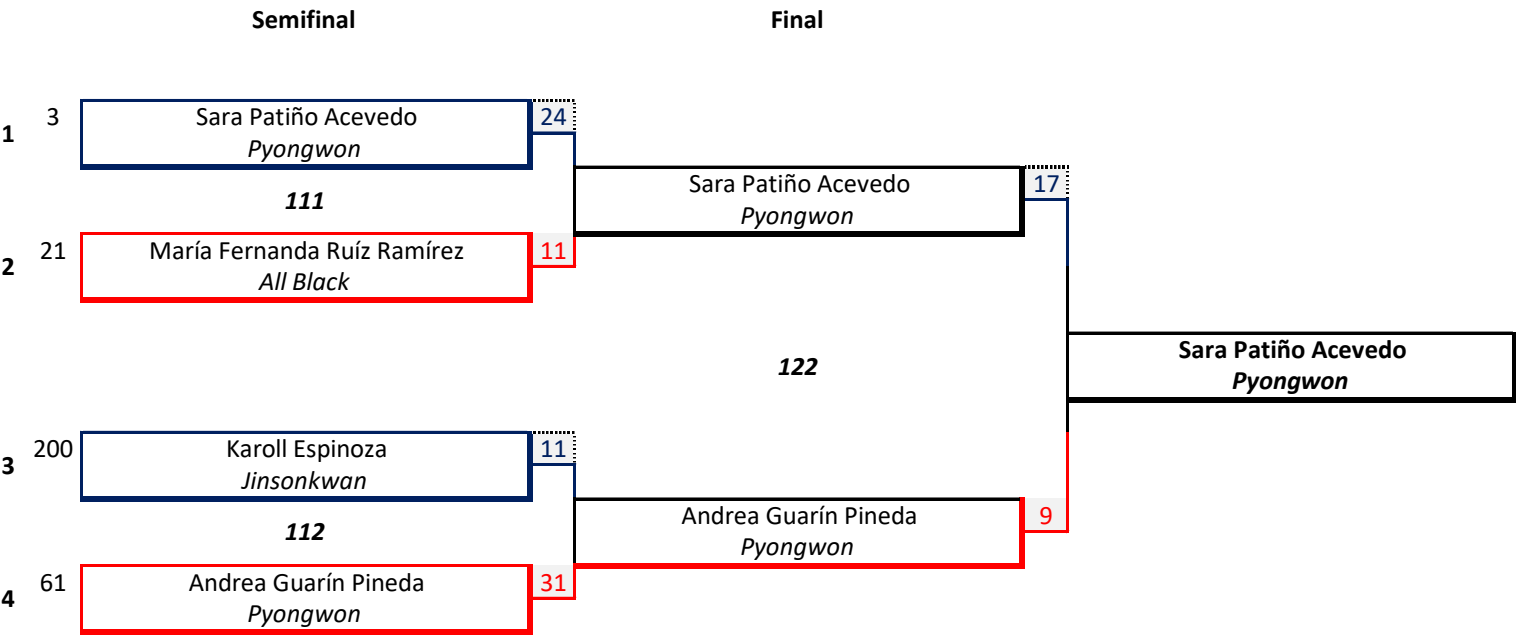 Semifinal Final
3 Sara Patiño Acevedo 24
1 Pyongwon
Sara Patiño Acevedo 17
111
Pyongwon
21 María Fernanda Ruíz Ramírez 11
2 All Black
Sara Patiño Acevedo
122
Pyongwon
200 Karoll Espinoza 11
3 Jinsonkwan
Andrea Guarín Pineda 9
112
Pyongwon
61 Andrea Guarín Pineda 31
4 Pyongwon